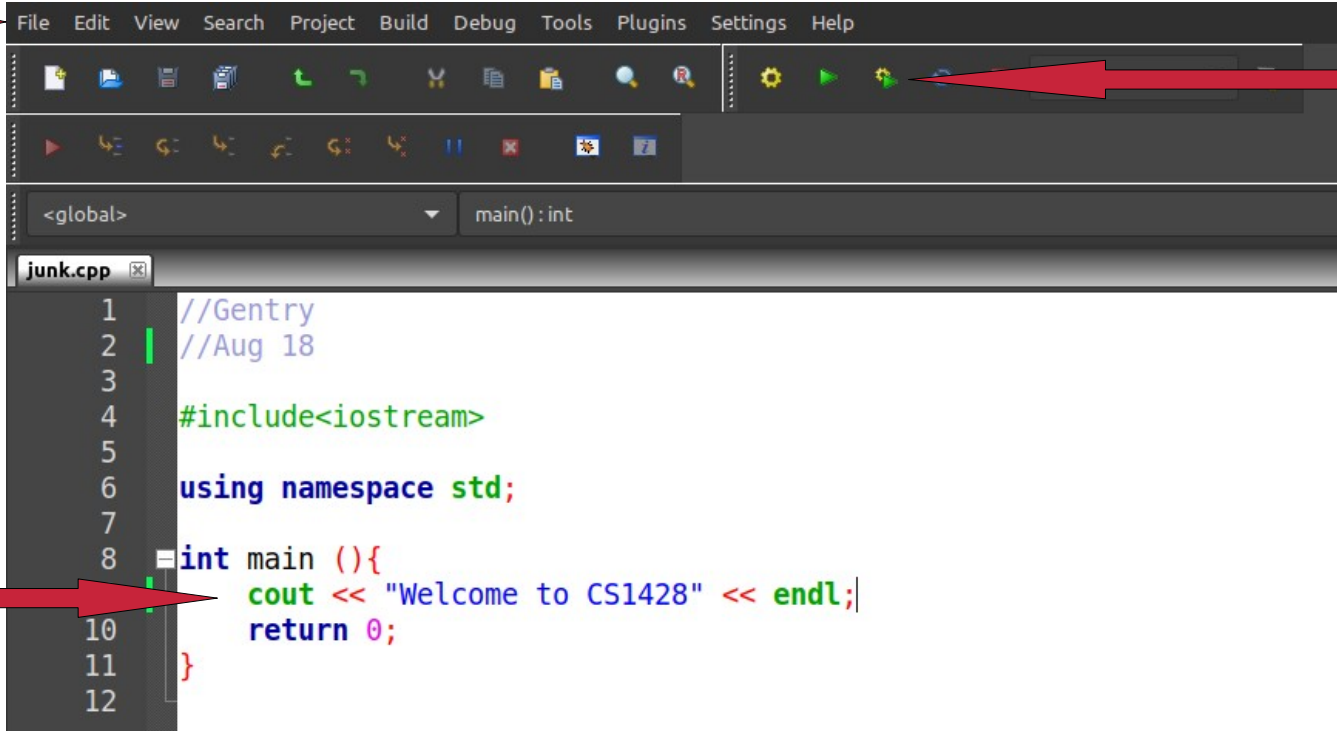 File Edit View Search Project Build Debug Tools Plugins Settings Help
<global> main() : int
junk.cpp
1 //Gentry
2 //Aug 18
3
4 #include<iostream>
5
6 using namespace std;
7
8 int main (){
cout << "Welcome to CS1428" << endl;
10 return 0;
11 }
12